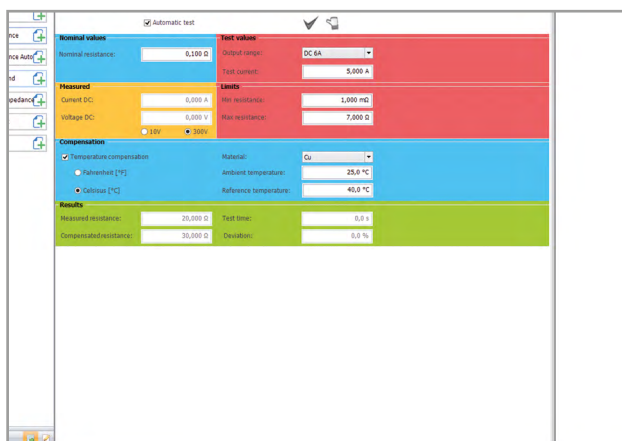 Automatic test
nce
Nominal values
Test values
nce Auto
Nominal resistance:
0,100 Ω
Output range:
DC 6A
nd
Test current:
5,000 A
Measured
Limits
pedance
Current DC:
0,000 A
Min resistance:
1,000 mΩ
Voltage DC:
0,000 V
Max resistance:
7,000 Ω
10V
300V
Compensation
Temperature compensation
Material:
Cu
Fahrenheit [°F]
Ambient temperature:
25,0 °C
Celcisus [°C]
Reference temperature:
40,0 °C
Results
Measured resistance:
20,000 Ω
Test time:
0,0 s
Compensated resistance:
30,000 Ω
Deviation:
0,0 %